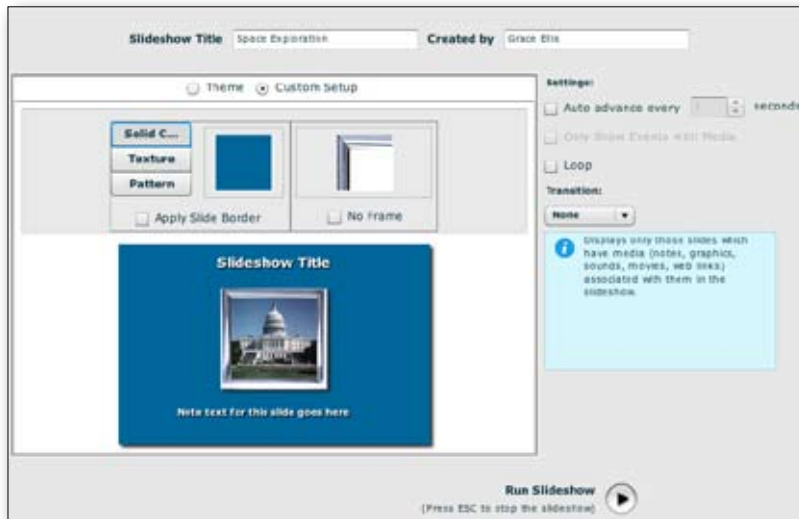 Slideshow Title Space Exploration Created by Grace Ellis
Theme Custom Setup
Settings:
Auto advance every seconds
Only Show Events with Media
Loop
Transition:
None
Solid C...
Texture
Pattern
Apply Slide Border
No Frame
Displays only those slides which
have media (notes, graphics,
sounds, movies, web links)
associated with them in the
slideshow.
Slideshow Title
Note text for this slide goes here
Run Slideshow
(Press ESC to stop the slideshow)